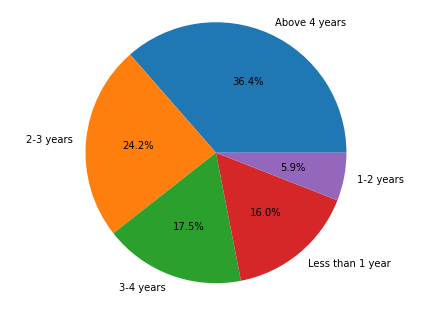 Above 4 years
36.4%
2-3 years
24.2%
5.9%
1-2 years
16.0%
17.5%
Less than 1 year
3-4 years